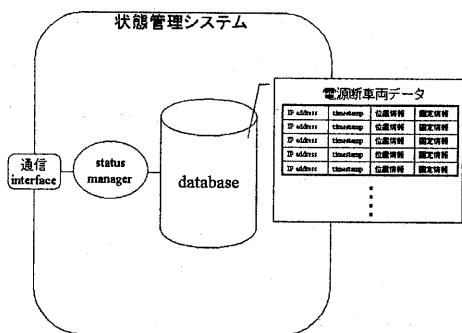 状態管理システム
電源断車両データ
IP address timestamp 位置情報 固定情報
IP address timestamp 位置情報 固定情報
IP address timestamp 位置情報 固定情報
IP address timestamp 位置情報 固定情報
IP address timestamp 位置情報 固定情報
通信
interface
status
manager
database